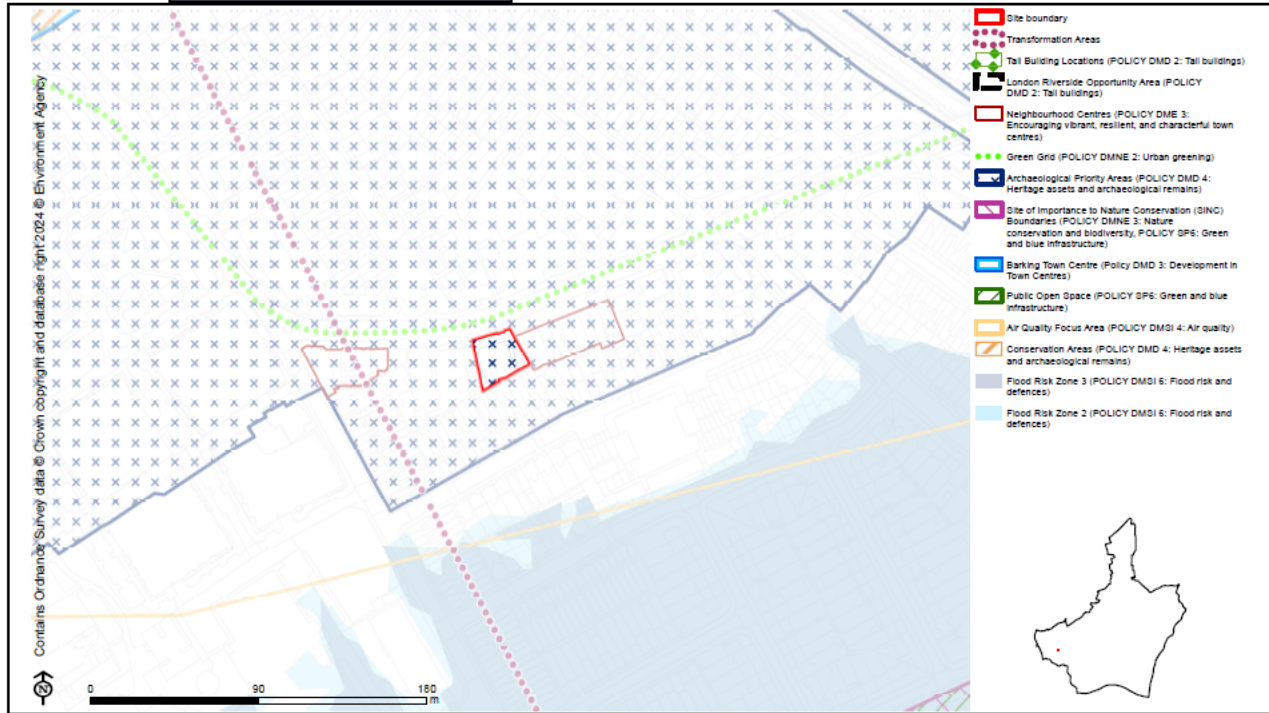 Site boundary
Transformation Areas
Tall Building Locations (POLICY DMD 2: Tall buildings)
London Riverside Opportunity Area (POLICY
DMD 2: Tall buildings)
Neighbourhood Centres (POLICY DME 3:
Encouraging vibrant, resilient, and characterful town
centres)
Green Grid (POLICY DMNE 2: Urban greening)
Archaeological Priority Areas (POLICY DMD 4:
Heritage assets and archaeological remains)
Site of Importance to Nature Conservation (SINC)
Boundaries (POLICY DMNE 3: Nature
conservation and biodiversity, POLICY SP6: Green
and blue infrastructure)
Barking Town Centre (Policy DMD 3: Development in
Town Centres)
Public Open Space (POLICY SP6: Green and blue
infrastructure)
Air Quality Focus Area (POLICY DMSI 4: Air quality)
Conservation Areas (POLICY DMD 4: Heritage assets
and archaeological remains)
Flood Risk Zone 3 (POLICY DMSI 6: Flood risk and
defences)
Flood Risk Zone 2 (POLICY DMSI 6: Flood risk and
defences)
Contains Ordnance Survey data © Crown copyright and database right 2024 © Environment Agency
N
0 90 180
m